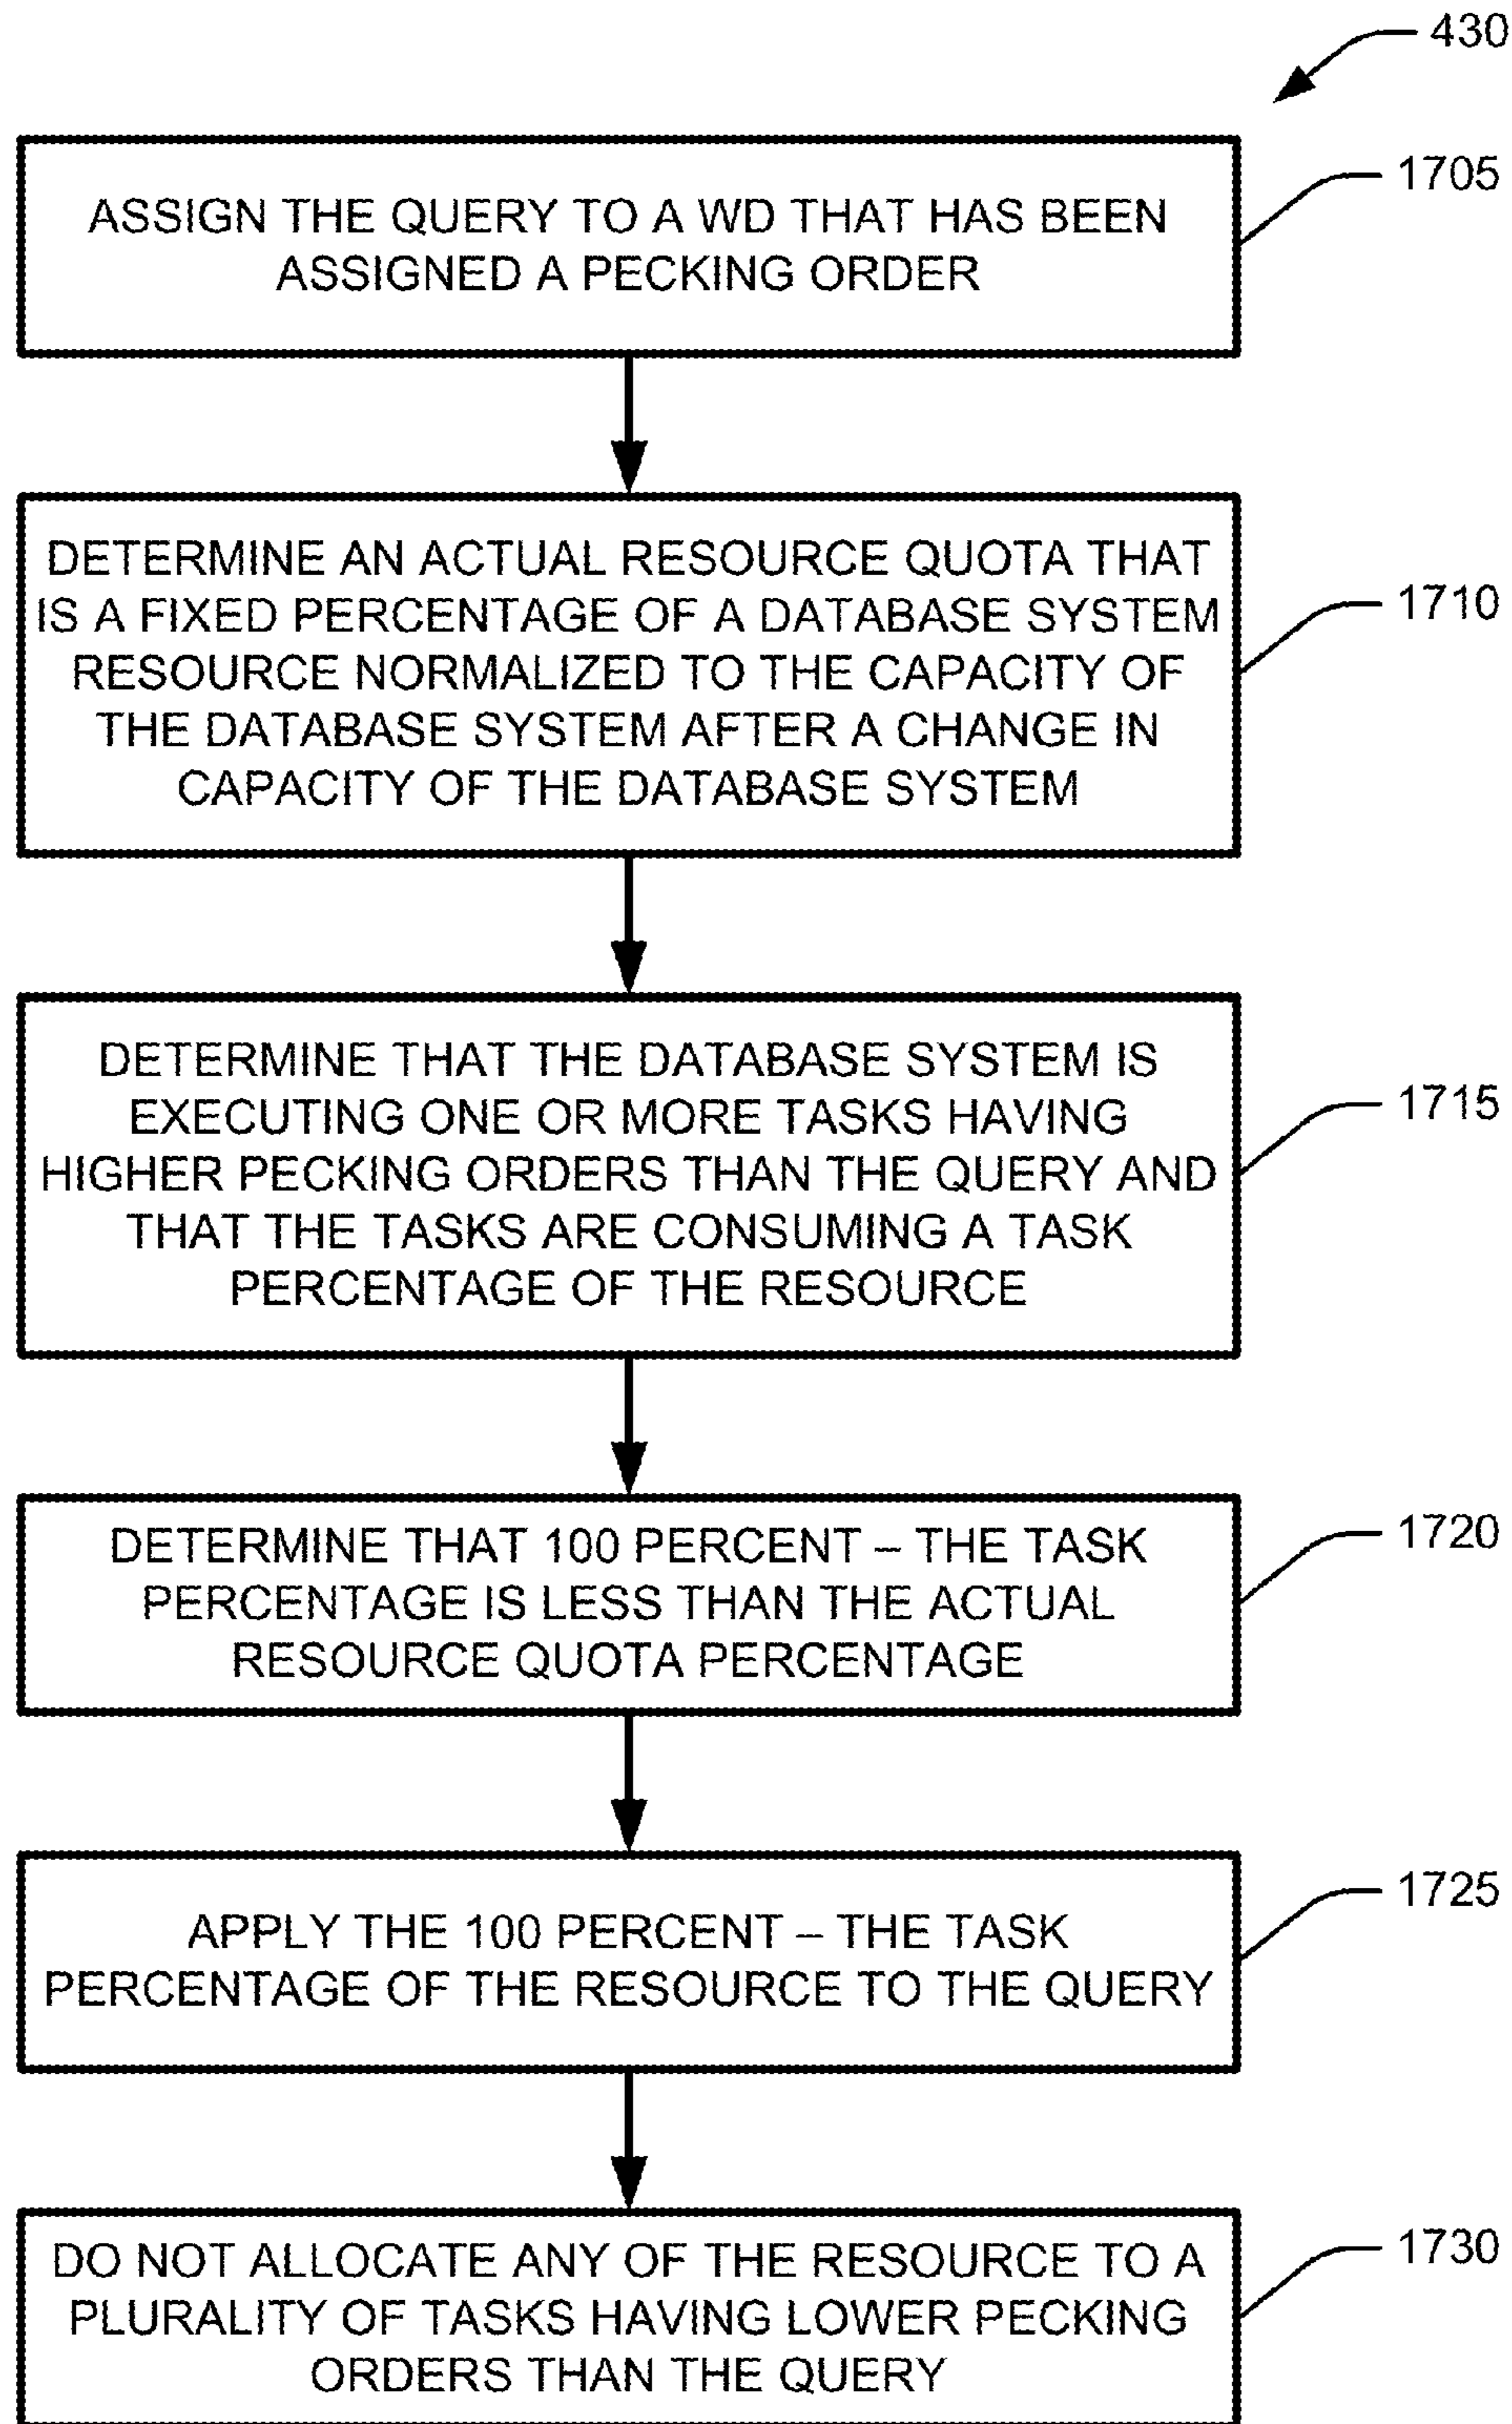 430
ASSIGN THE QUERY TO A WD THAT HAS BEEN
ASSIGNED A PECKING ORDER
1705
DETERMINE AN ACTUAL RESOURCE QUOTA THAT
IS A FIXED PERCENTAGE OF A DATABASE SYSTEM
RESOURCE NORMALIZED TO THE CAPACITY OF
THE DATABASE SYSTEM AFTER A CHANGE IN
CAPACITY OF THE DATABASE SYSTEM
1710
DETERMINE THAT THE DATABASE SYSTEM IS
EXECUTING ONE OR MORE TASKS HAVING
HIGHER PECKING ORDERS THAN THE QUERY AND
THAT THE TASKS ARE CONSUMING A TASK
PERCENTAGE OF THE RESOURCE
1715
DETERMINE THAT 100 PERCENT – THE TASK
PERCENTAGE IS LESS THAN THE ACTUAL
RESOURCE QUOTA PERCENTAGE
1720
APPLY THE 100 PERCENT – THE TASK
PERCENTAGE OF THE RESOURCE TO THE QUERY
1725
DO NOT ALLOCATE ANY OF THE RESOURCE TO A
PLURALITY OF TASKS HAVING LOWER PECKING
ORDERS THAN THE QUERY
1730